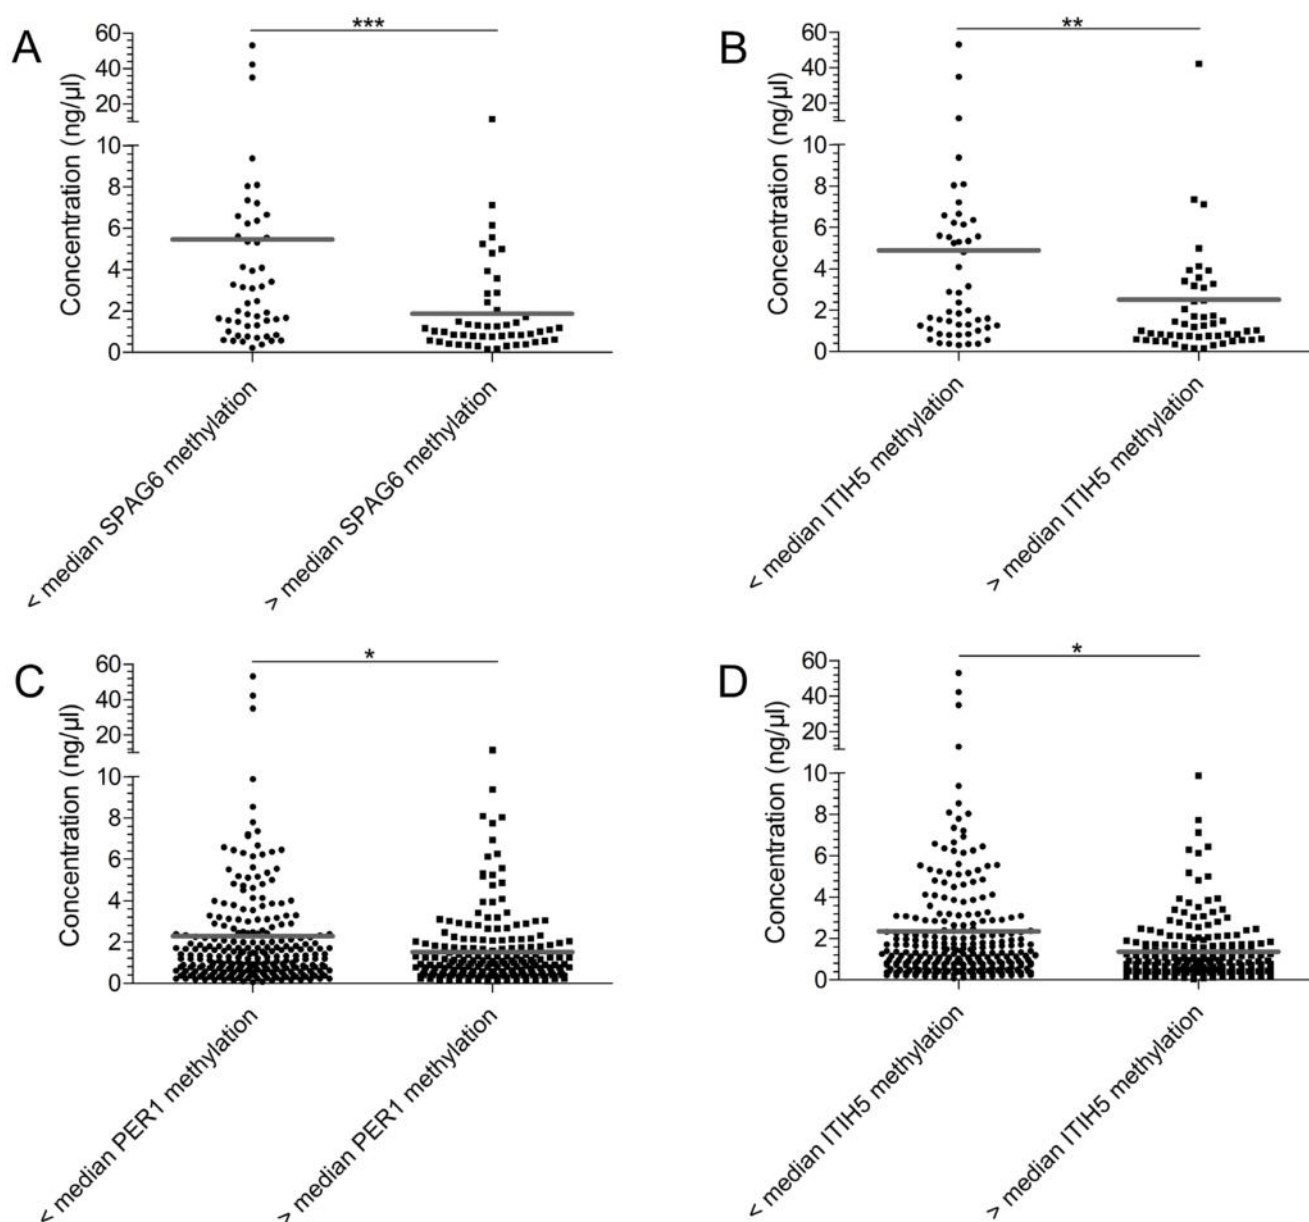 A
***
Concentration (ng/µl)
60
40
20
10
8
6
4
2
0
< median SPAG6 methylation
> median SPAG6 methylation
B
**
Concentration (ng/µl)
60
40
20
10
8
6
4
2
0
< median ITIH5 methylation
> median ITIH5 methylation
C
*
Concentration (ng/µl)
60
40
20
10
8
6
4
2
0
< median PER1 methylation
> median PER1 methylation
D
*
Concentration (ng/µl)
60
40
20
10
8
6
4
2
0
< median ITIH5 methylation
> median ITIH5 methylation